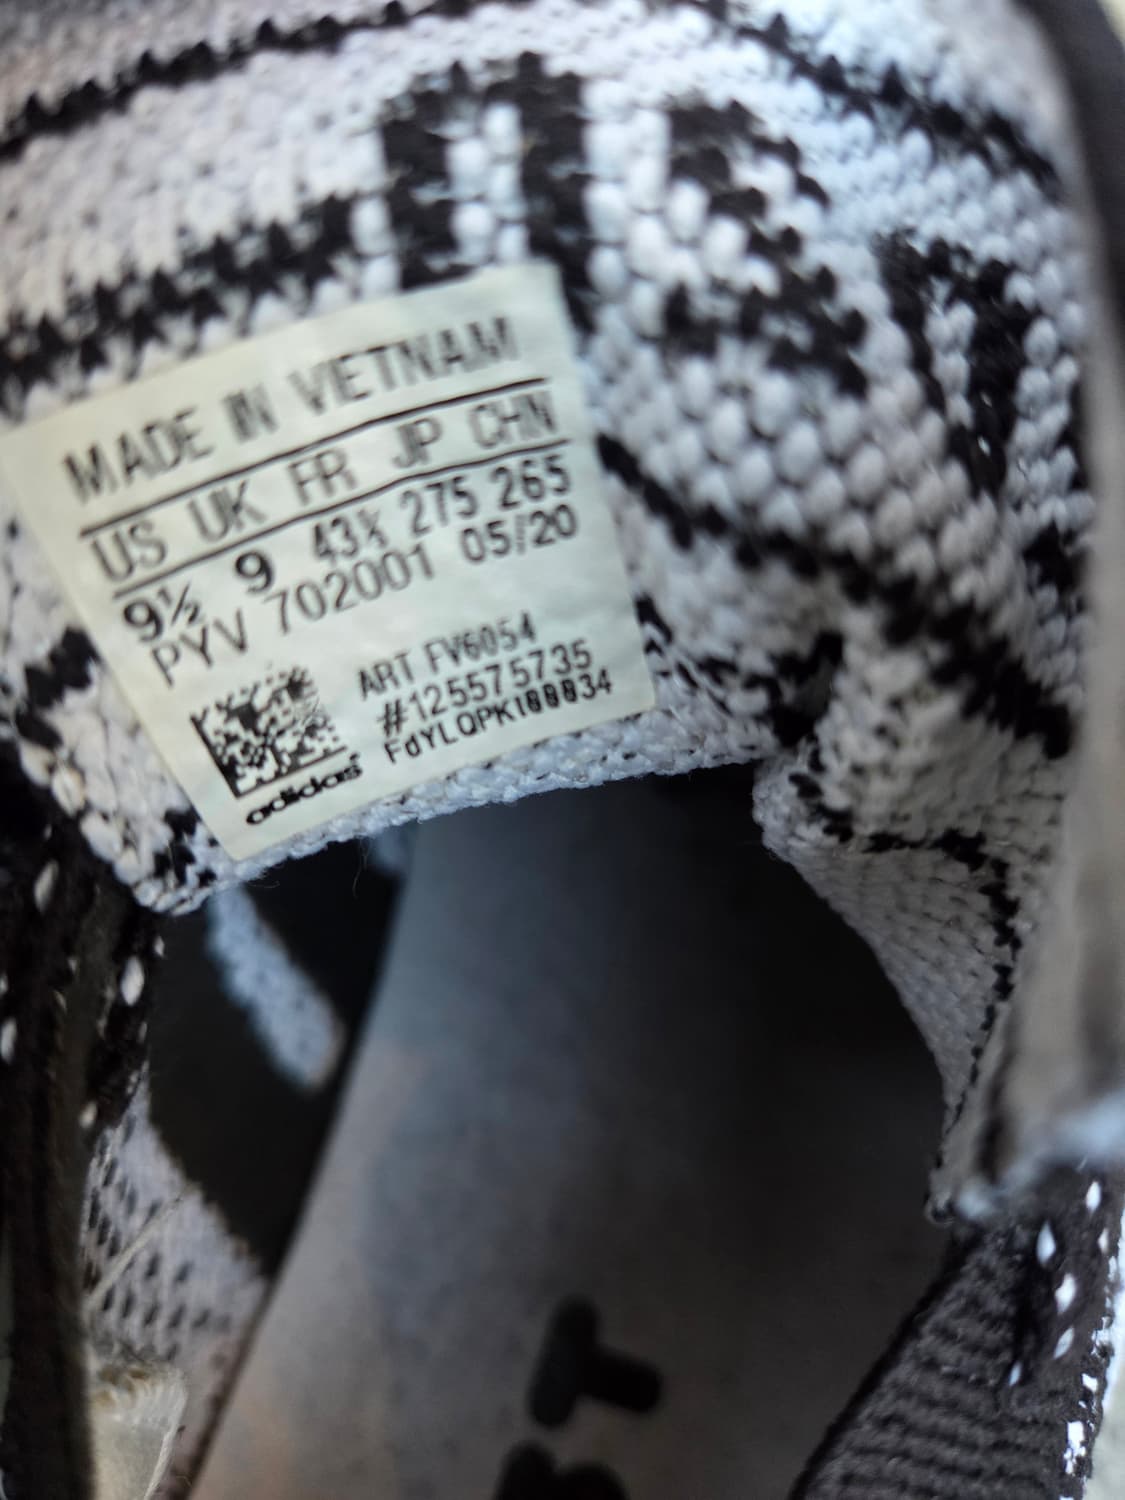 MADE IN VIETNAM
US UK FR JP CHN
9½ 9 43⅓ 275 265
PYV 702001 05/20
ART FV6054
#125575735
adidas